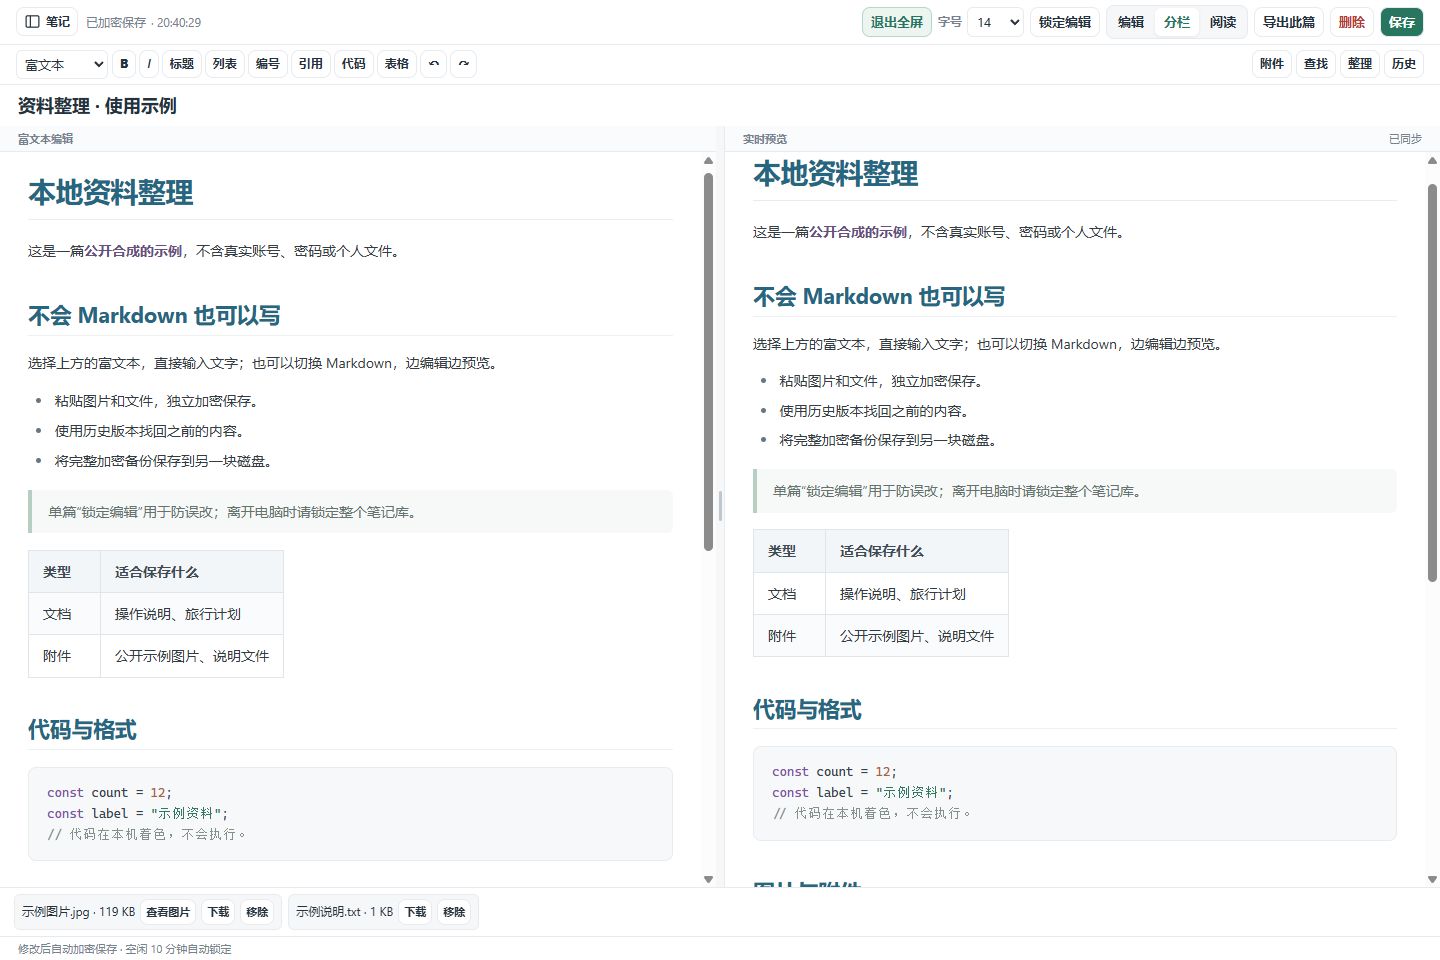 笔记 已加密保存 · 20:40:29 退出全屏 字号 14 锁定编辑 编辑 分栏 阅读 导出此篇 删除 保存
富文本 B I 标题 列表 编号 引用 代码 表格 附件 查找 整理 历史
资料整理 · 使用示例
富文本编辑
本地资料整理
这是一篇公开合成的示例，不含真实账号、密码或个人文件。
不会 Markdown 也可以写
选择上方的富文本，直接输入文字；也可以切换 Markdown，边编辑边预览。
粘贴图片和文件，独立加密保存。
使用历史版本找回之前的内容。
将完整加密备份保存到另一块磁盘。
单篇“锁定编辑”用于防误改；离开电脑时请锁定整个笔记库。
类型 适合保存什么
文档 操作说明、旅行计划
附件 公开示例图片、说明文件
代码与格式
const count = 12;
const label = "示例资料";
// 代码在本机着色，不会执行。
实时预览 已同步
本地资料整理
这是一篇公开合成的示例，不含真实账号、密码或个人文件。
不会 Markdown 也可以写
选择上方的富文本，直接输入文字；也可以切换 Markdown，边编辑边预览。
粘贴图片和文件，独立加密保存。
使用历史版本找回之前的内容。
将完整加密备份保存到另一块磁盘。
单篇“锁定编辑”用于防误改；离开电脑时请锁定整个笔记库。
类型 适合保存什么
文档 操作说明、旅行计划
附件 公开示例图片、说明文件
代码与格式
const count = 12;
const label = "示例资料";
// 代码在本机着色，不会执行。
示例图片.jpg · 119 KB 查看图片 下载 移除 示例说明.txt · 1 KB 下载 移除
修改后自动加密保存 · 空闲 10 分钟自动锁定